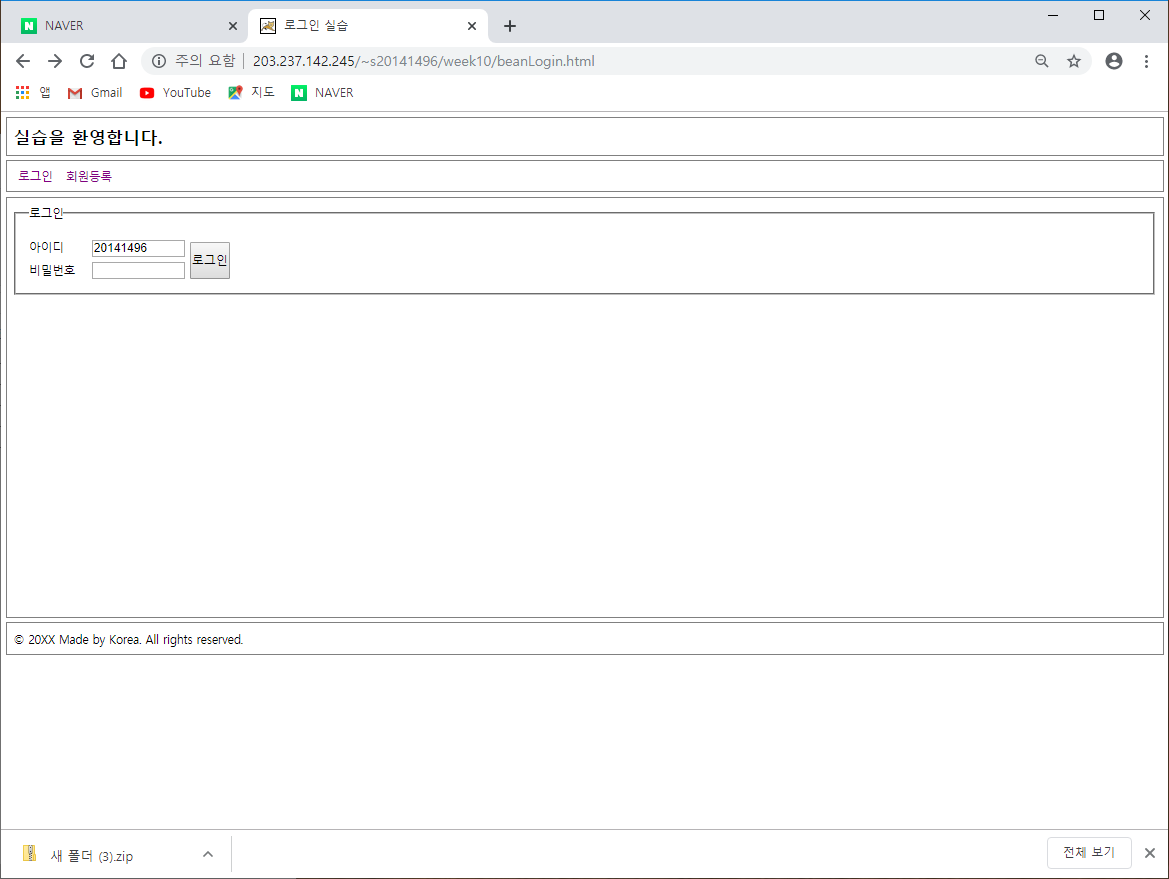 NAVER 로그인 실습
주의 요함 203.237.142.245/~s20141496/week10/beanLogin.html
앱 Gmail YouTube 지도 NAVER
실습을 환영합니다.
로그인 회원등록
로그인
아이디 20141496
로그인
비밀번호
© 20XX Made by Korea. All rights reserved.
새 폴더 (3).zip 전체 보기